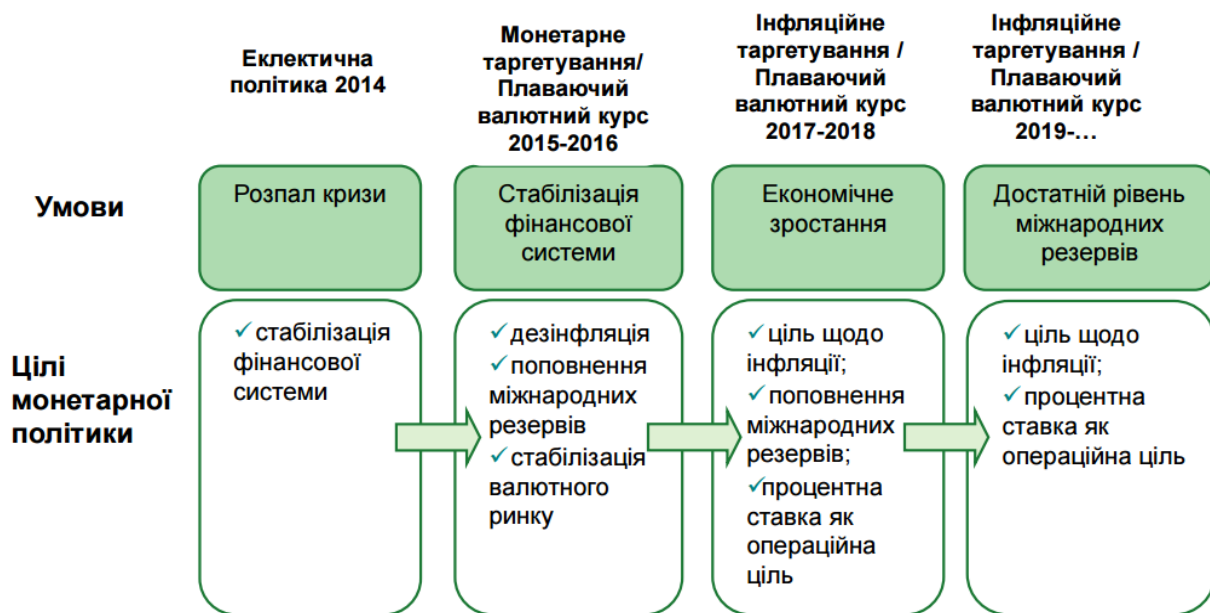 Еклектична
політика 2014
Монетарне
таргетування/
Плаваючий
валютний курс
2015-2016
Інфляційне
таргетування /
Плаваючий
валютний курс
2017-2018
Інфляційне
таргетування /
Плаваючий
валютний курс
2019-...
Умови
Розпал кризи
Стабілізація
фінансової
системи
Економічне
зростання
Достатній рівень
міжнародних
резервів
Цілі
монетарної
політики
✓стабілізація
фінансової
системи
✓дезінфляція
✓поповнення
міжнародних
резервів
✓стабілізація
валютного
ринку
✓ціль щодо
інфляції;
✓поповнення
міжнародних
резервів;
✓процентна
ставка як
операційна
ціль
✓ціль щодо
інфляції;
✓процентна
ставка як
операційна ціль